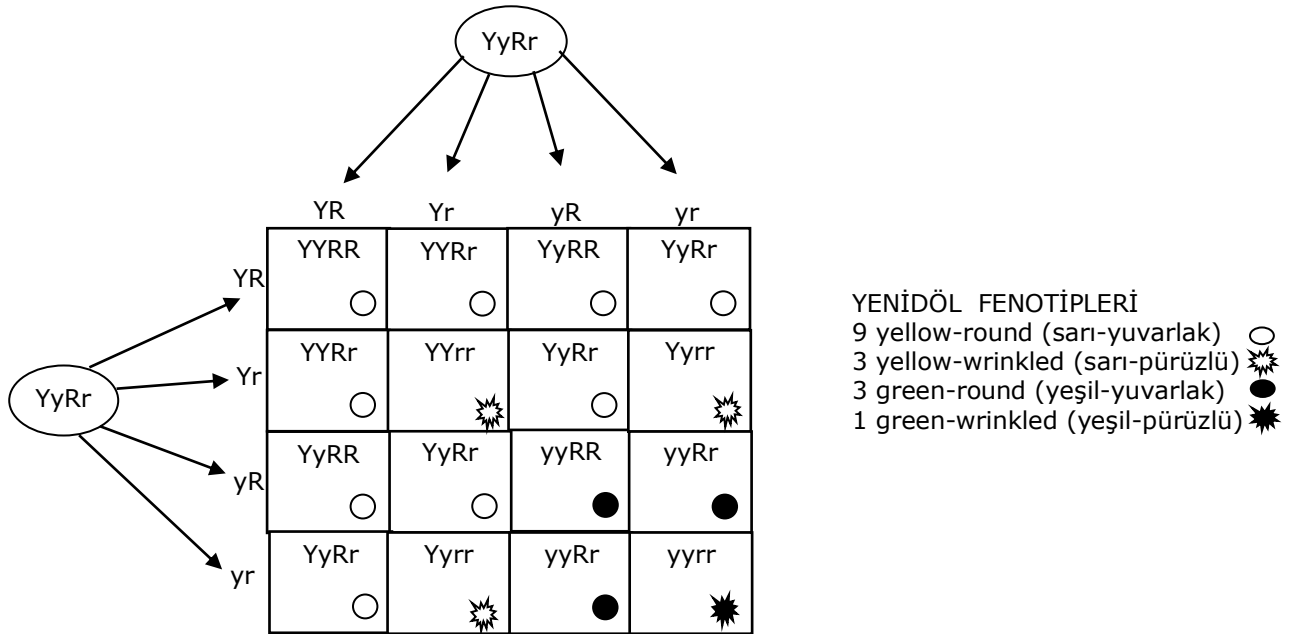 YyRr
YR Yr yR yr
YR YYRR YYRr YyRR YyRr
Yr YYRr YYrr YyRr Yyrr
YyRr
yR YyRR YyRr yyRR yyRr
yr YyRr Yyrr yyRr yyrr
YENİDÖL FENOTİPLERİ
9 yellow-round (sarı-yuvarlak)
3 yellow-wrinkled (sarı-pürüzlü)
3 green-round (yeşil-yuvarlak)
1 green-wrinkled (yeşil-pürüzlü)